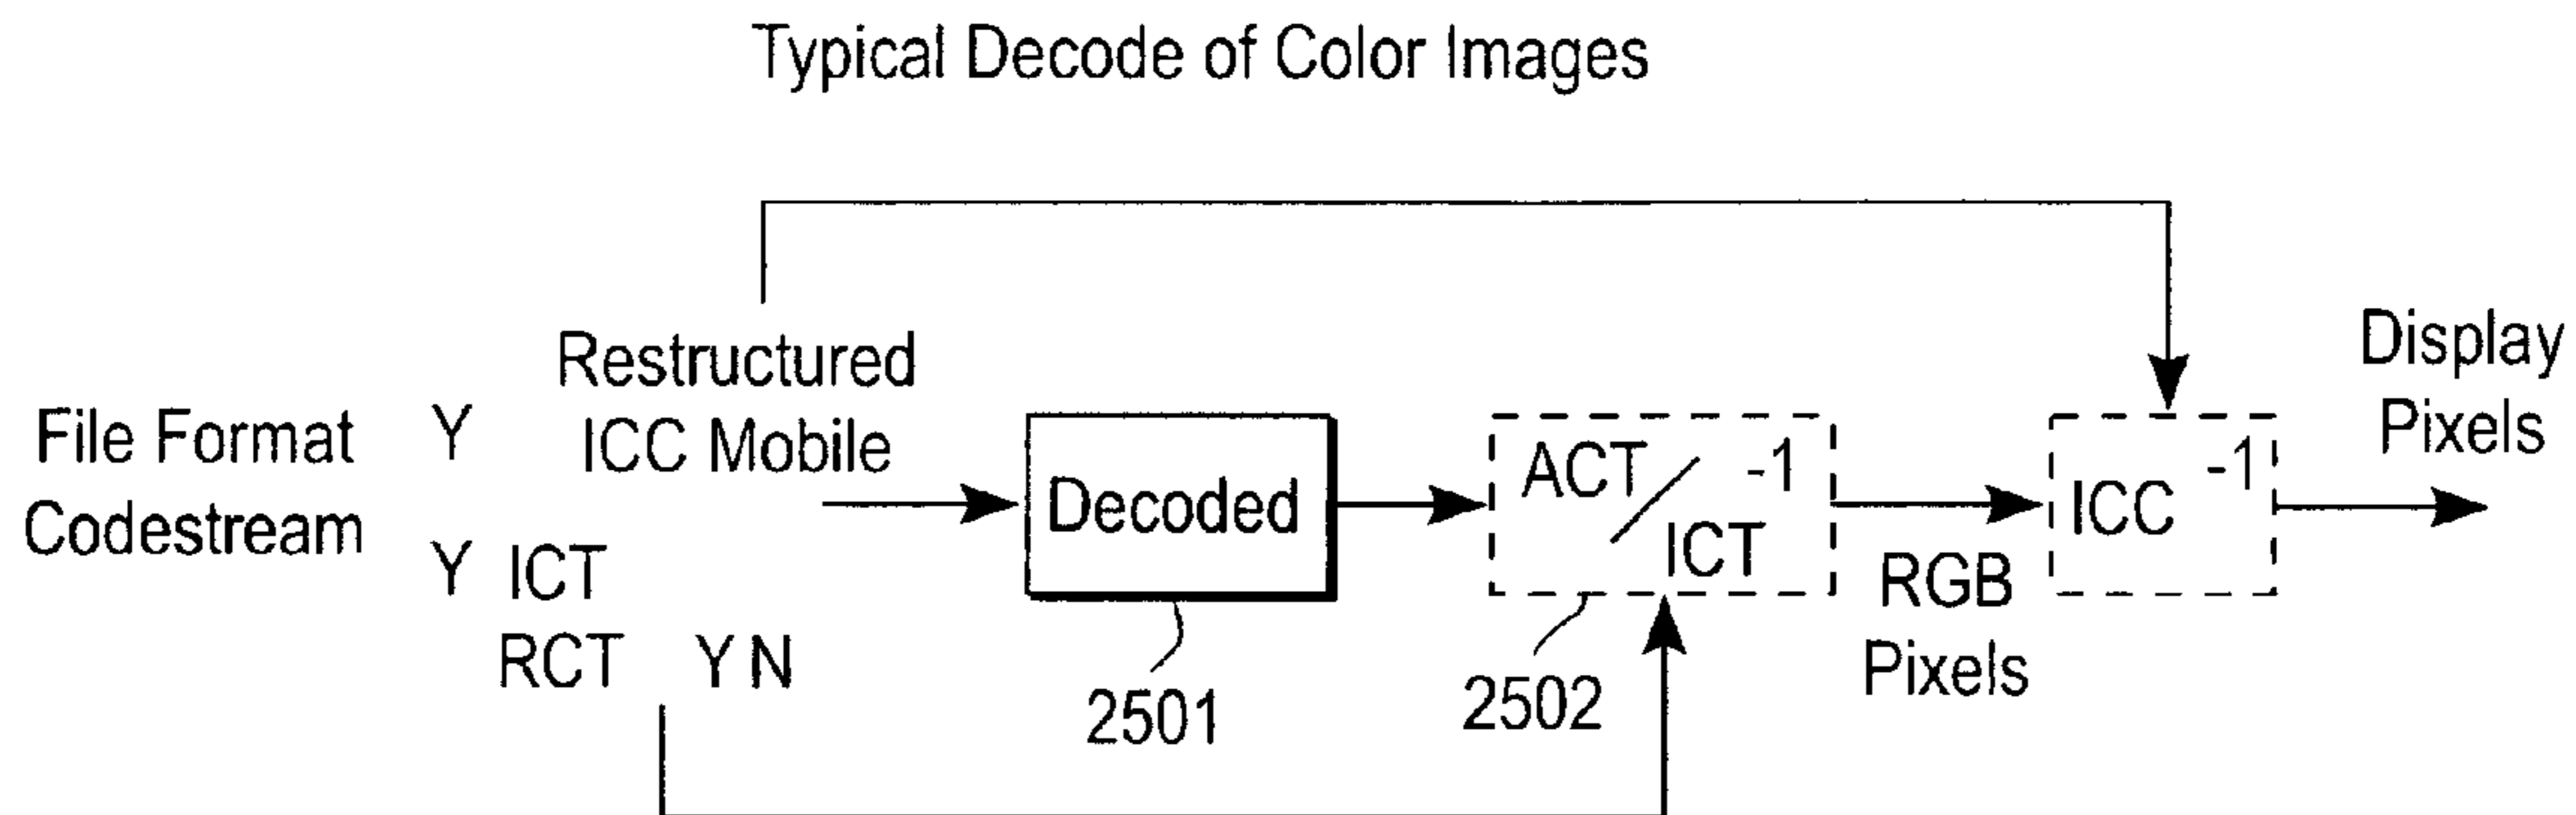 Typical Decode of Color Images
Restructured
ICC Mobile
File Format Y
Codestream
Y ICT
RCT Y N
Decoded
2501
ACT / ICT -1
2502
RGB
Pixels
ICC -1
Display
Pixels